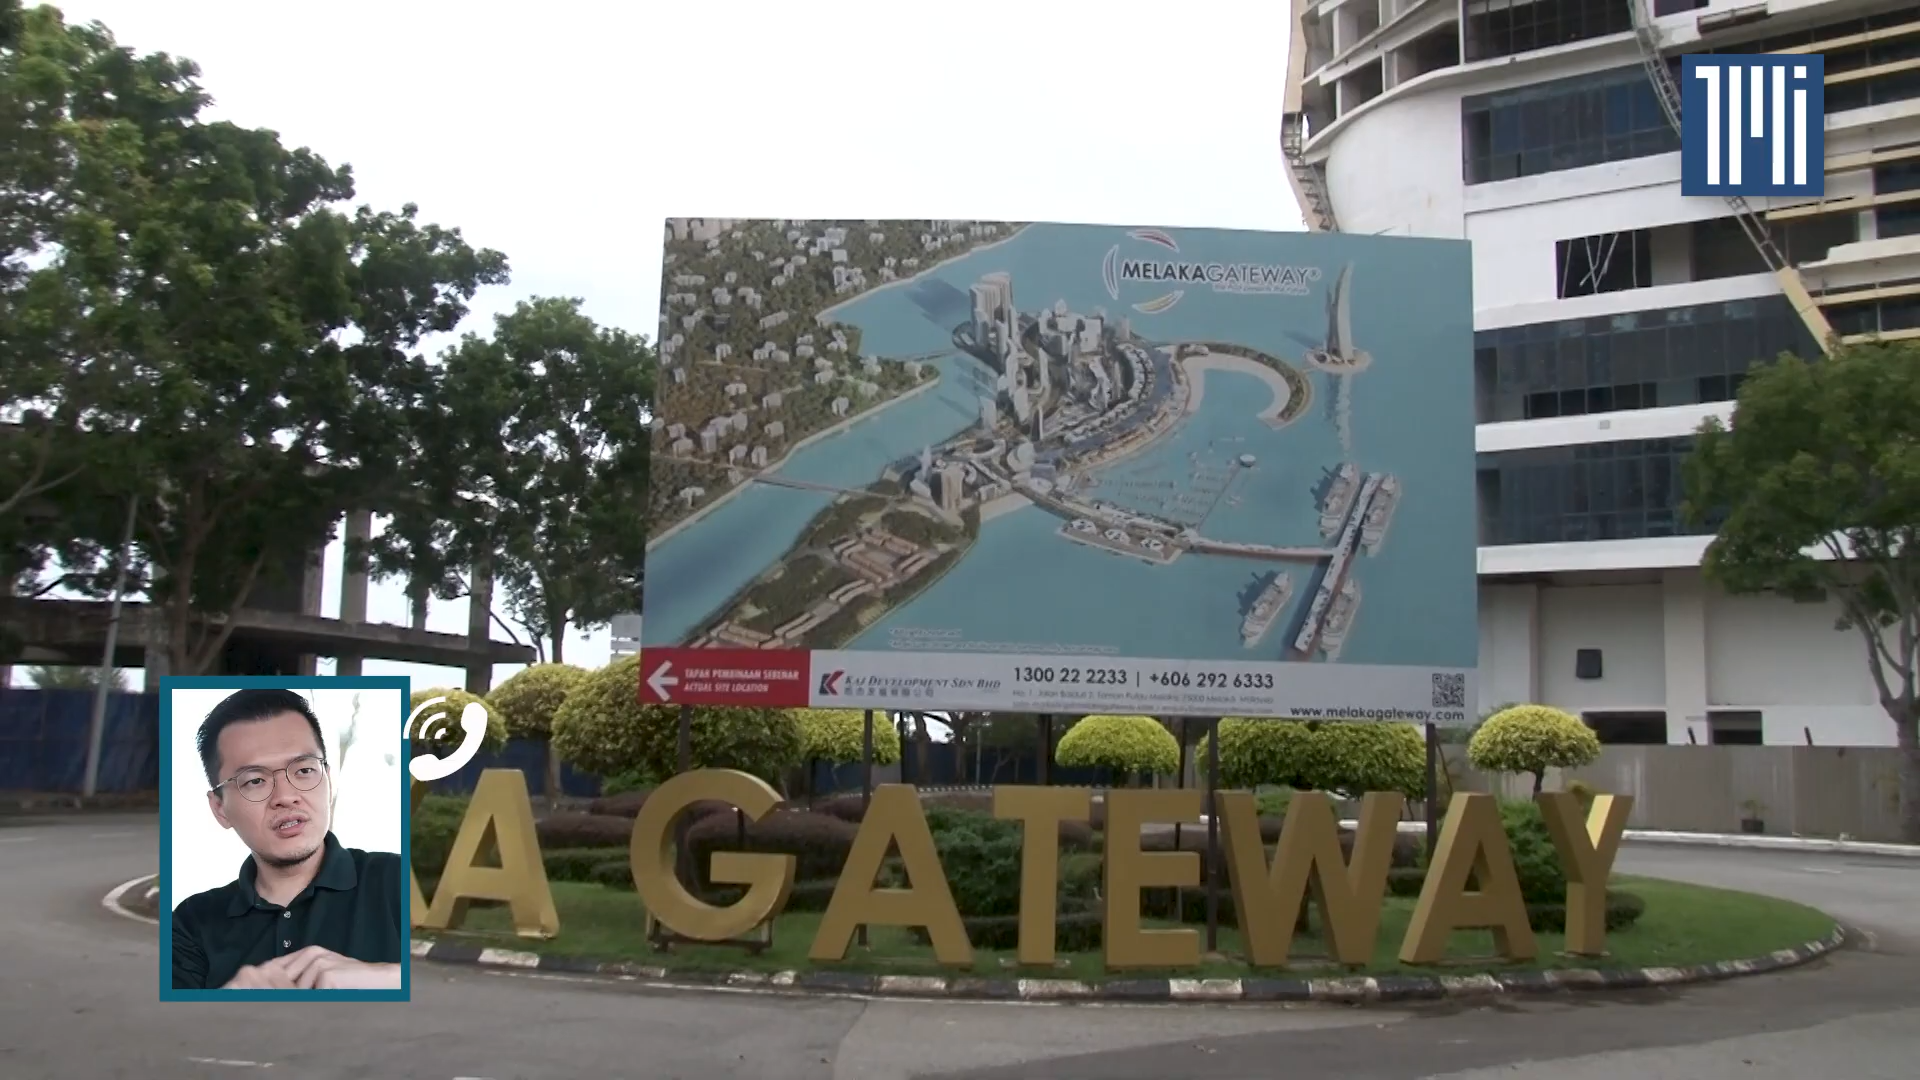 TMi
MELAKAGATEWAY®
TAPAK PEMBINAAN SEBENAR
ACTUAL SITE LOCATION
KAJ DEVELOPMENT SDN BHD
1300 22 2233 | +606 292 6333
www.melakagateway.com
A GATEWAY